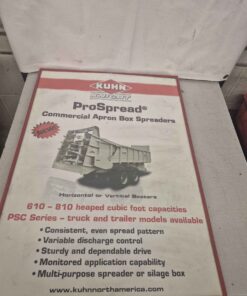 KUHN
KNIGHT
ProSpread®
Commercial Apron Box Spreaders
NEW!
Horizontal or Vertical Beaters
610 – 810 heaped cubic foot capacities
PSC Series – truck and trailer models available
• Consistent, even spread pattern
• Variable discharge control
• Sturdy and dependable drive
• Monitored application capability
• Multi-purpose spreader or silage box
www.kuhnnorthamerica.com